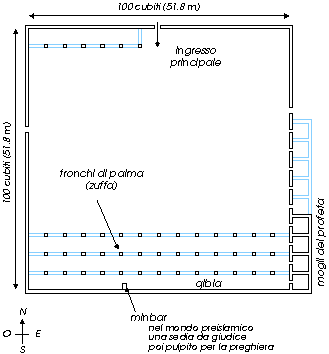 100 cubiti (51.8 m)
ingresso
principale
100 cubiti (51.8 m)
tronchi di palma
(zuffa)
mogli del profeta
qibla
minbar
nel mondo preislamico
una sedia da giudice
poi pulpito per la preghiera
N
O E
S